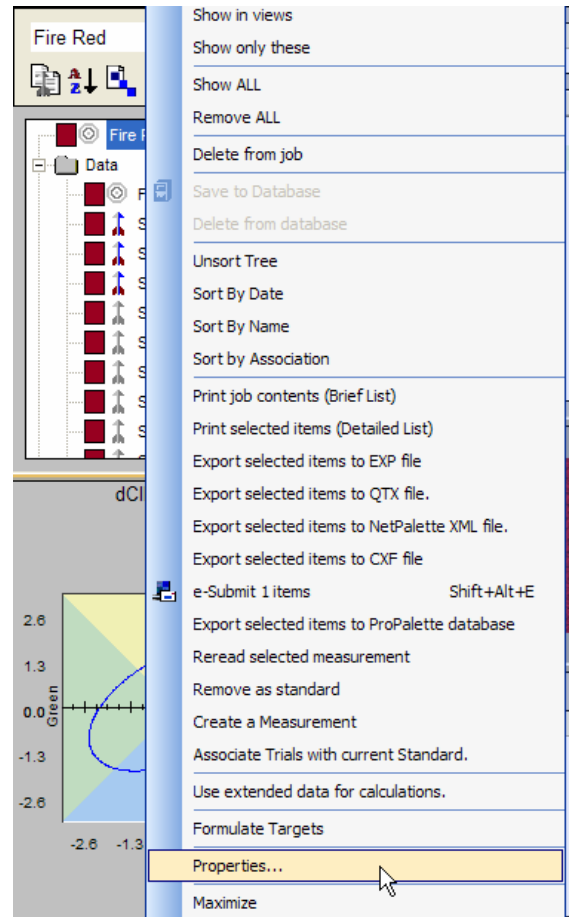 Fire Red
Fire R
Data
F
S
S
S
S
S
S
S
S
dCI
2.6
1.3
0.0
-1.3
-2.6
Green
-2.6 -1.3
Show in views
Show only these
Show ALL
Remove ALL
Delete from job
Save to Database
Delete from database
Unsort Tree
Sort By Date
Sort By Name
Sort by Association
Print job contents (Brief List)
Print selected items (Detailed List)
Export selected items to EXP file
Export selected items to QTX file.
Export selected items to NetPalette XML file.
Export selected items to CXF file
e-Submit 1 items Shift+Alt+E
Export selected items to ProPalette database
Reread selected measurement
Remove as standard
Create a Measurement
Associate Trials with current Standard.
Use extended data for calculations.
Formulate Targets
Properties...
Maximize